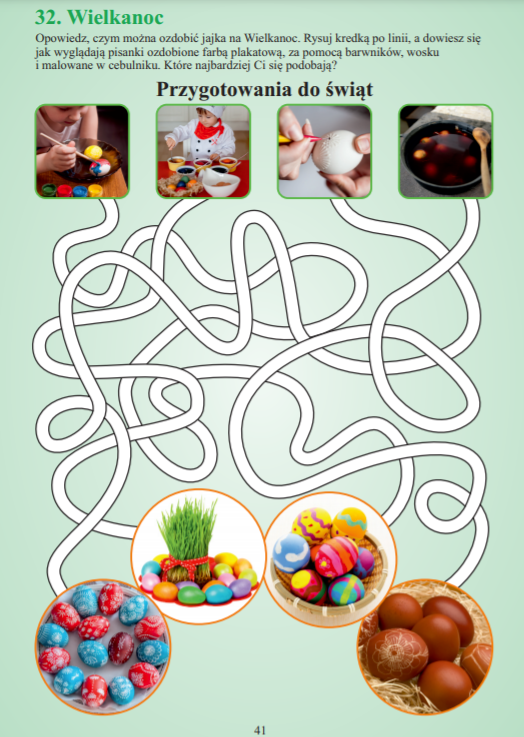 32. Wielkanoc
Opowiedz, czym można ozdobić jajka na Wielkanoc. Rysuj kredką po linii, a dowiesz się
jak wyglądają pisanki ozdobione farbą plakatową, za pomocą barwników, wosku
i malowane w cebulniku. Które najbardziej Ci się podobają?
Przygotowania do świąt
41